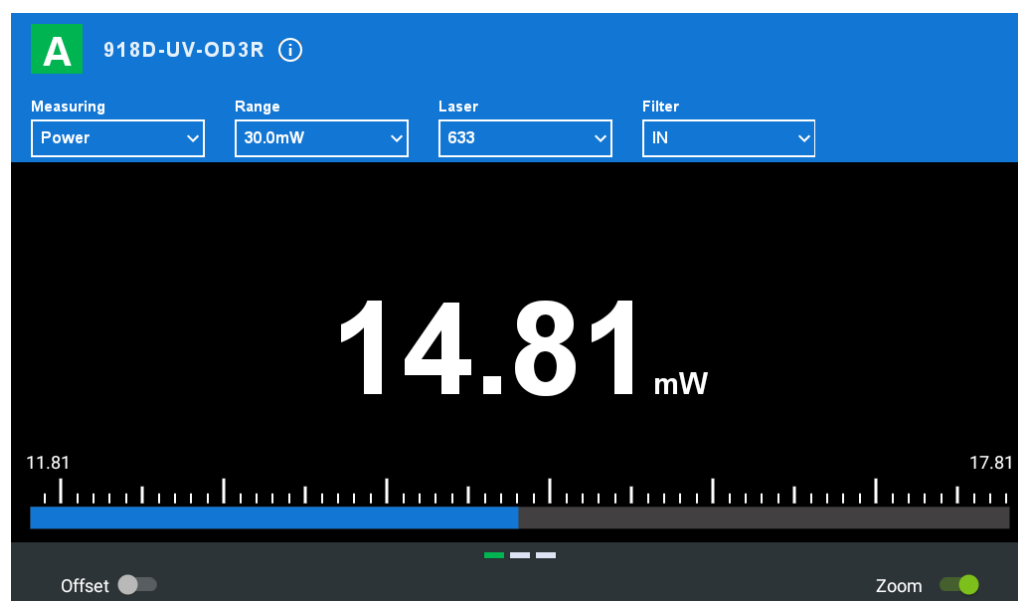 A 918D-UV-OD3R i
Measuring Range Laser Filter
Power 30.0mW 633 IN
14.81 mW
11.81 17.81
Offset Zoom